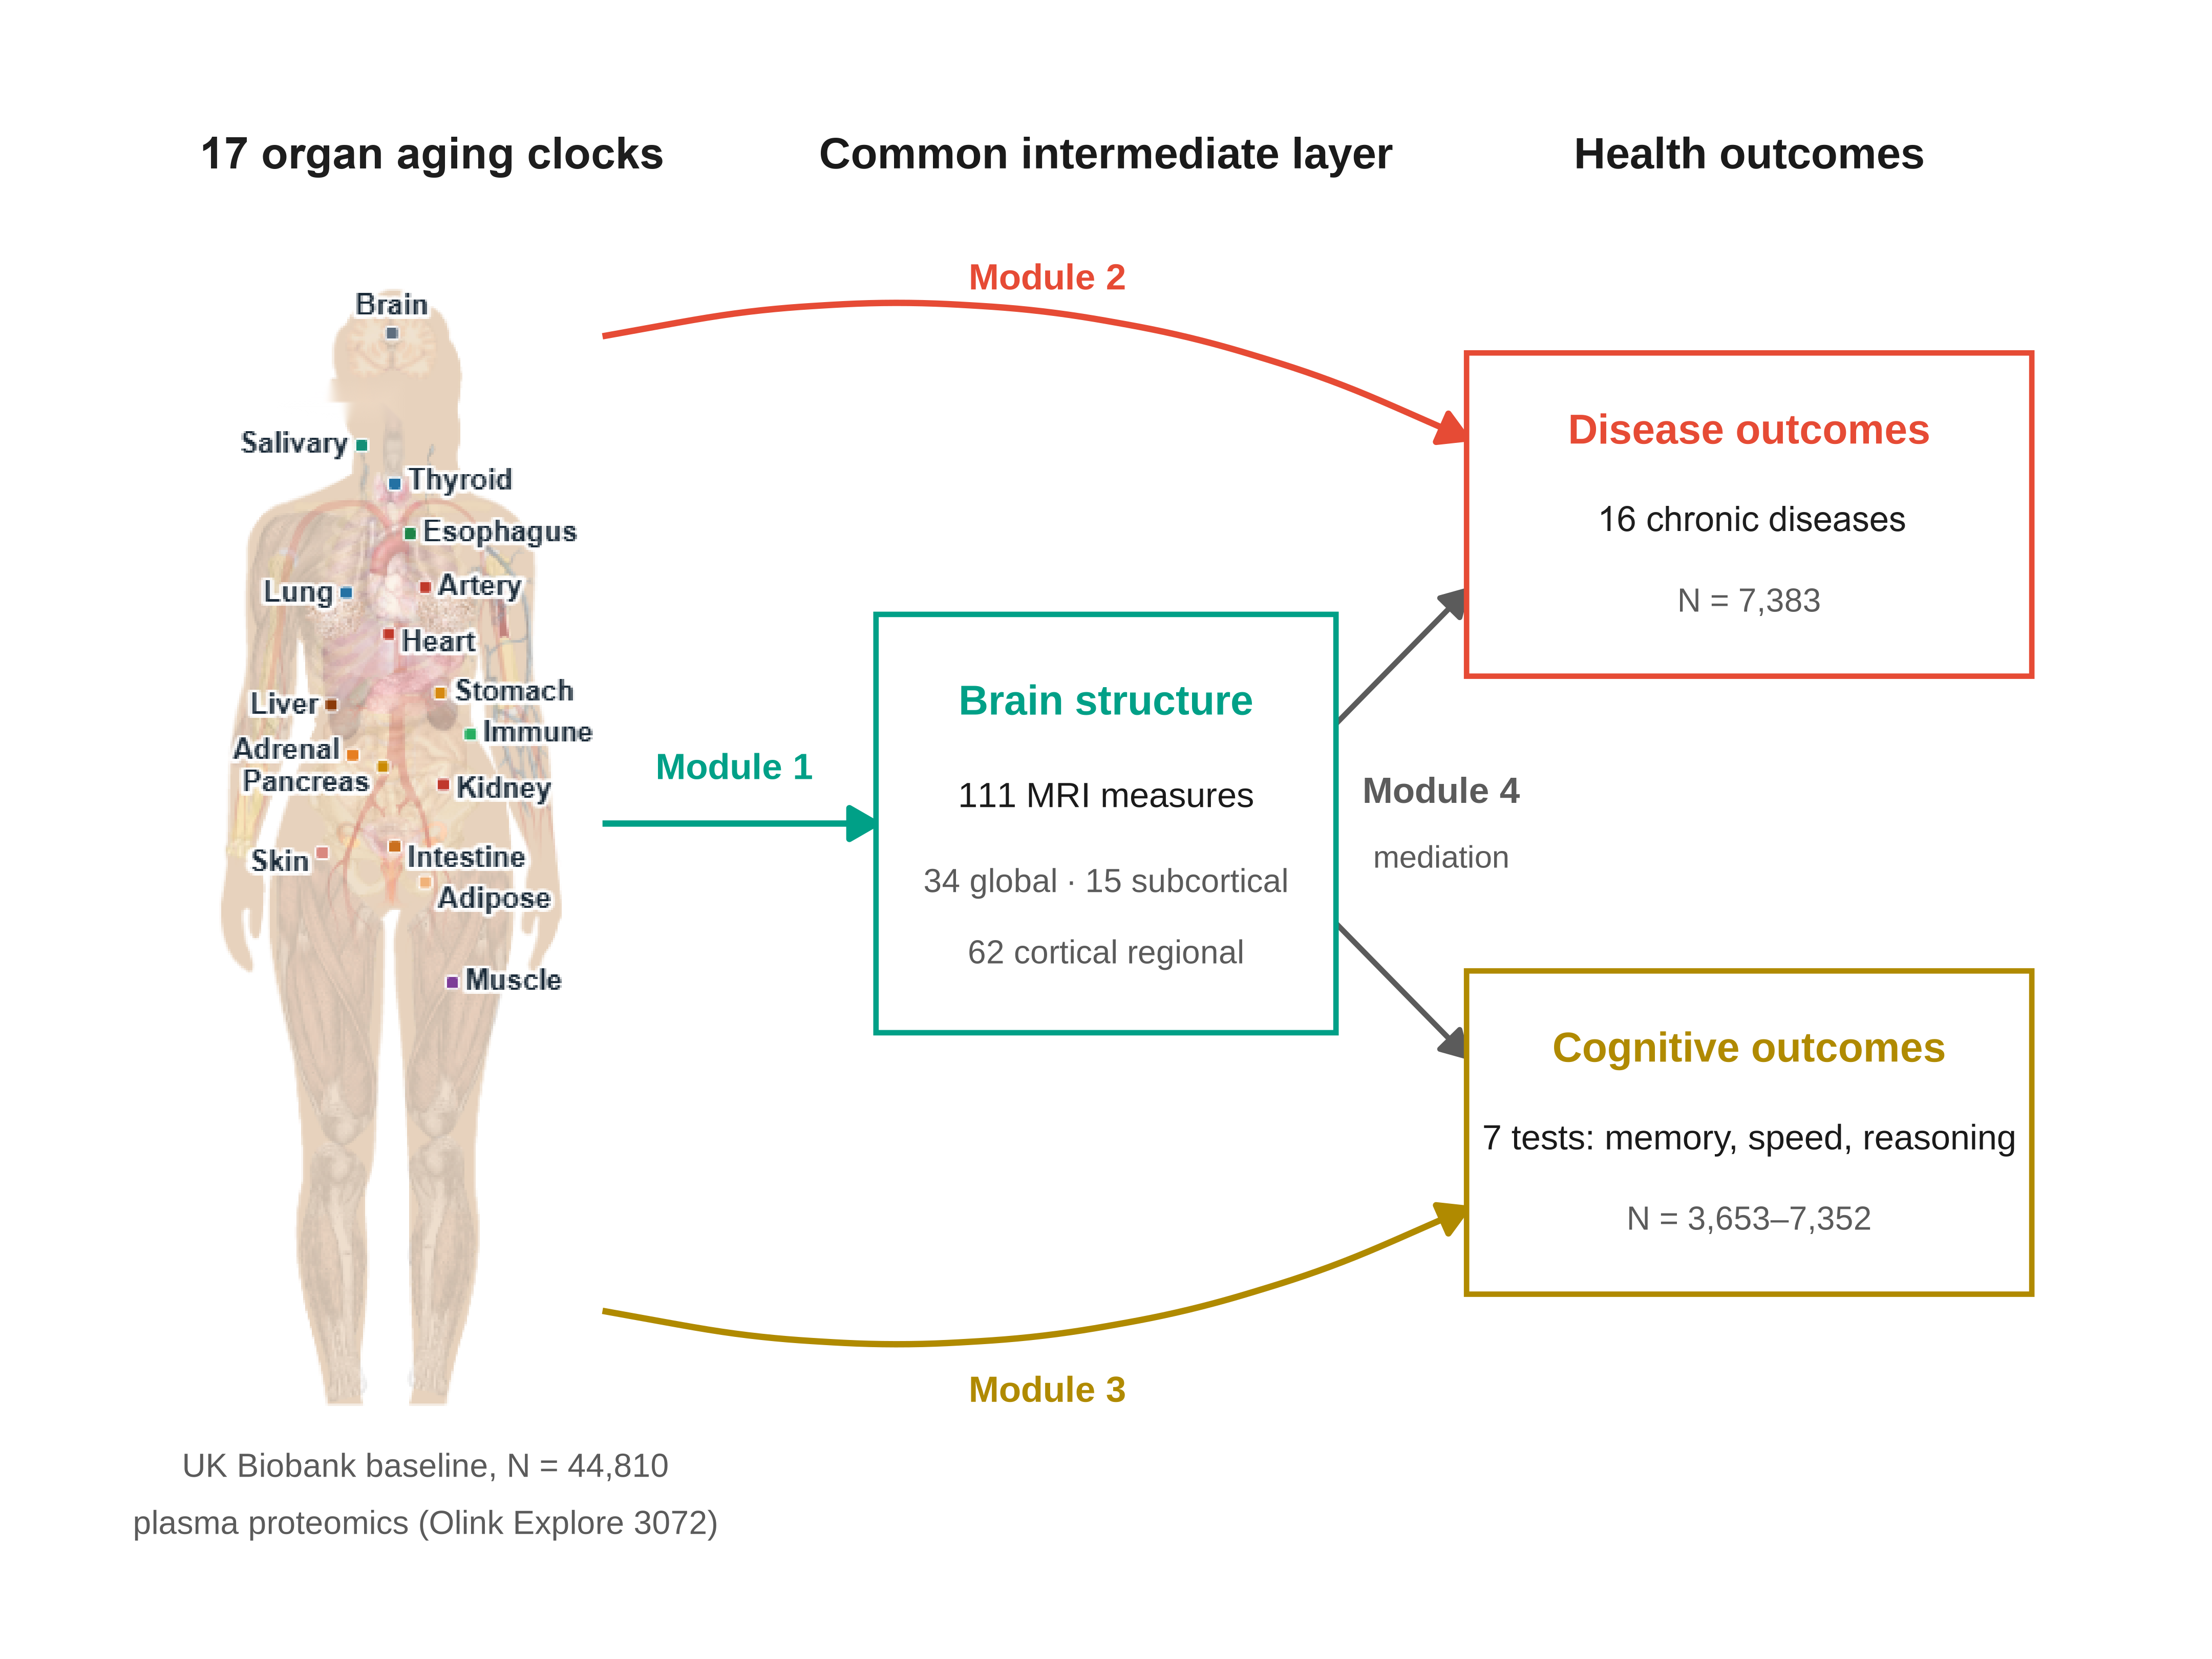 17 organ aging clocks
Common intermediate layer
Health outcomes
Module 2
Brain
Salivary
Thyroid
Esophagus
Lung
Artery
Heart
Liver
Stomach
Immune
Adrenal
Pancreas
Kidney
Skin
Intestine
Adipose
Muscle
Module 1
Brain structure
111 MRI measures
34 global · 15 subcortical
62 cortical regional
Disease outcomes
16 chronic diseases
N = 7,383
Module 4
mediation
Cognitive outcomes
7 tests: memory, speed, reasoning
N = 3,653–7,352
Module 3
UK Biobank baseline, N = 44,810
plasma proteomics (Olink Explore 3072)